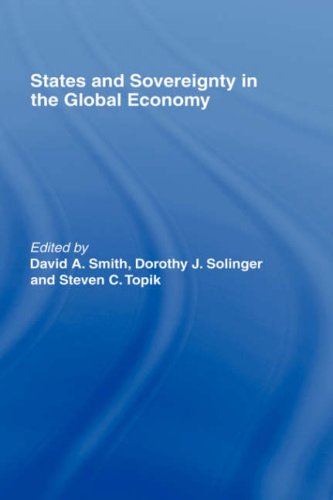 States and Sovereignty in
the Global Economy
Edited by
David A. Smith, Dorothy J. Solinger
and Steven C. Topik